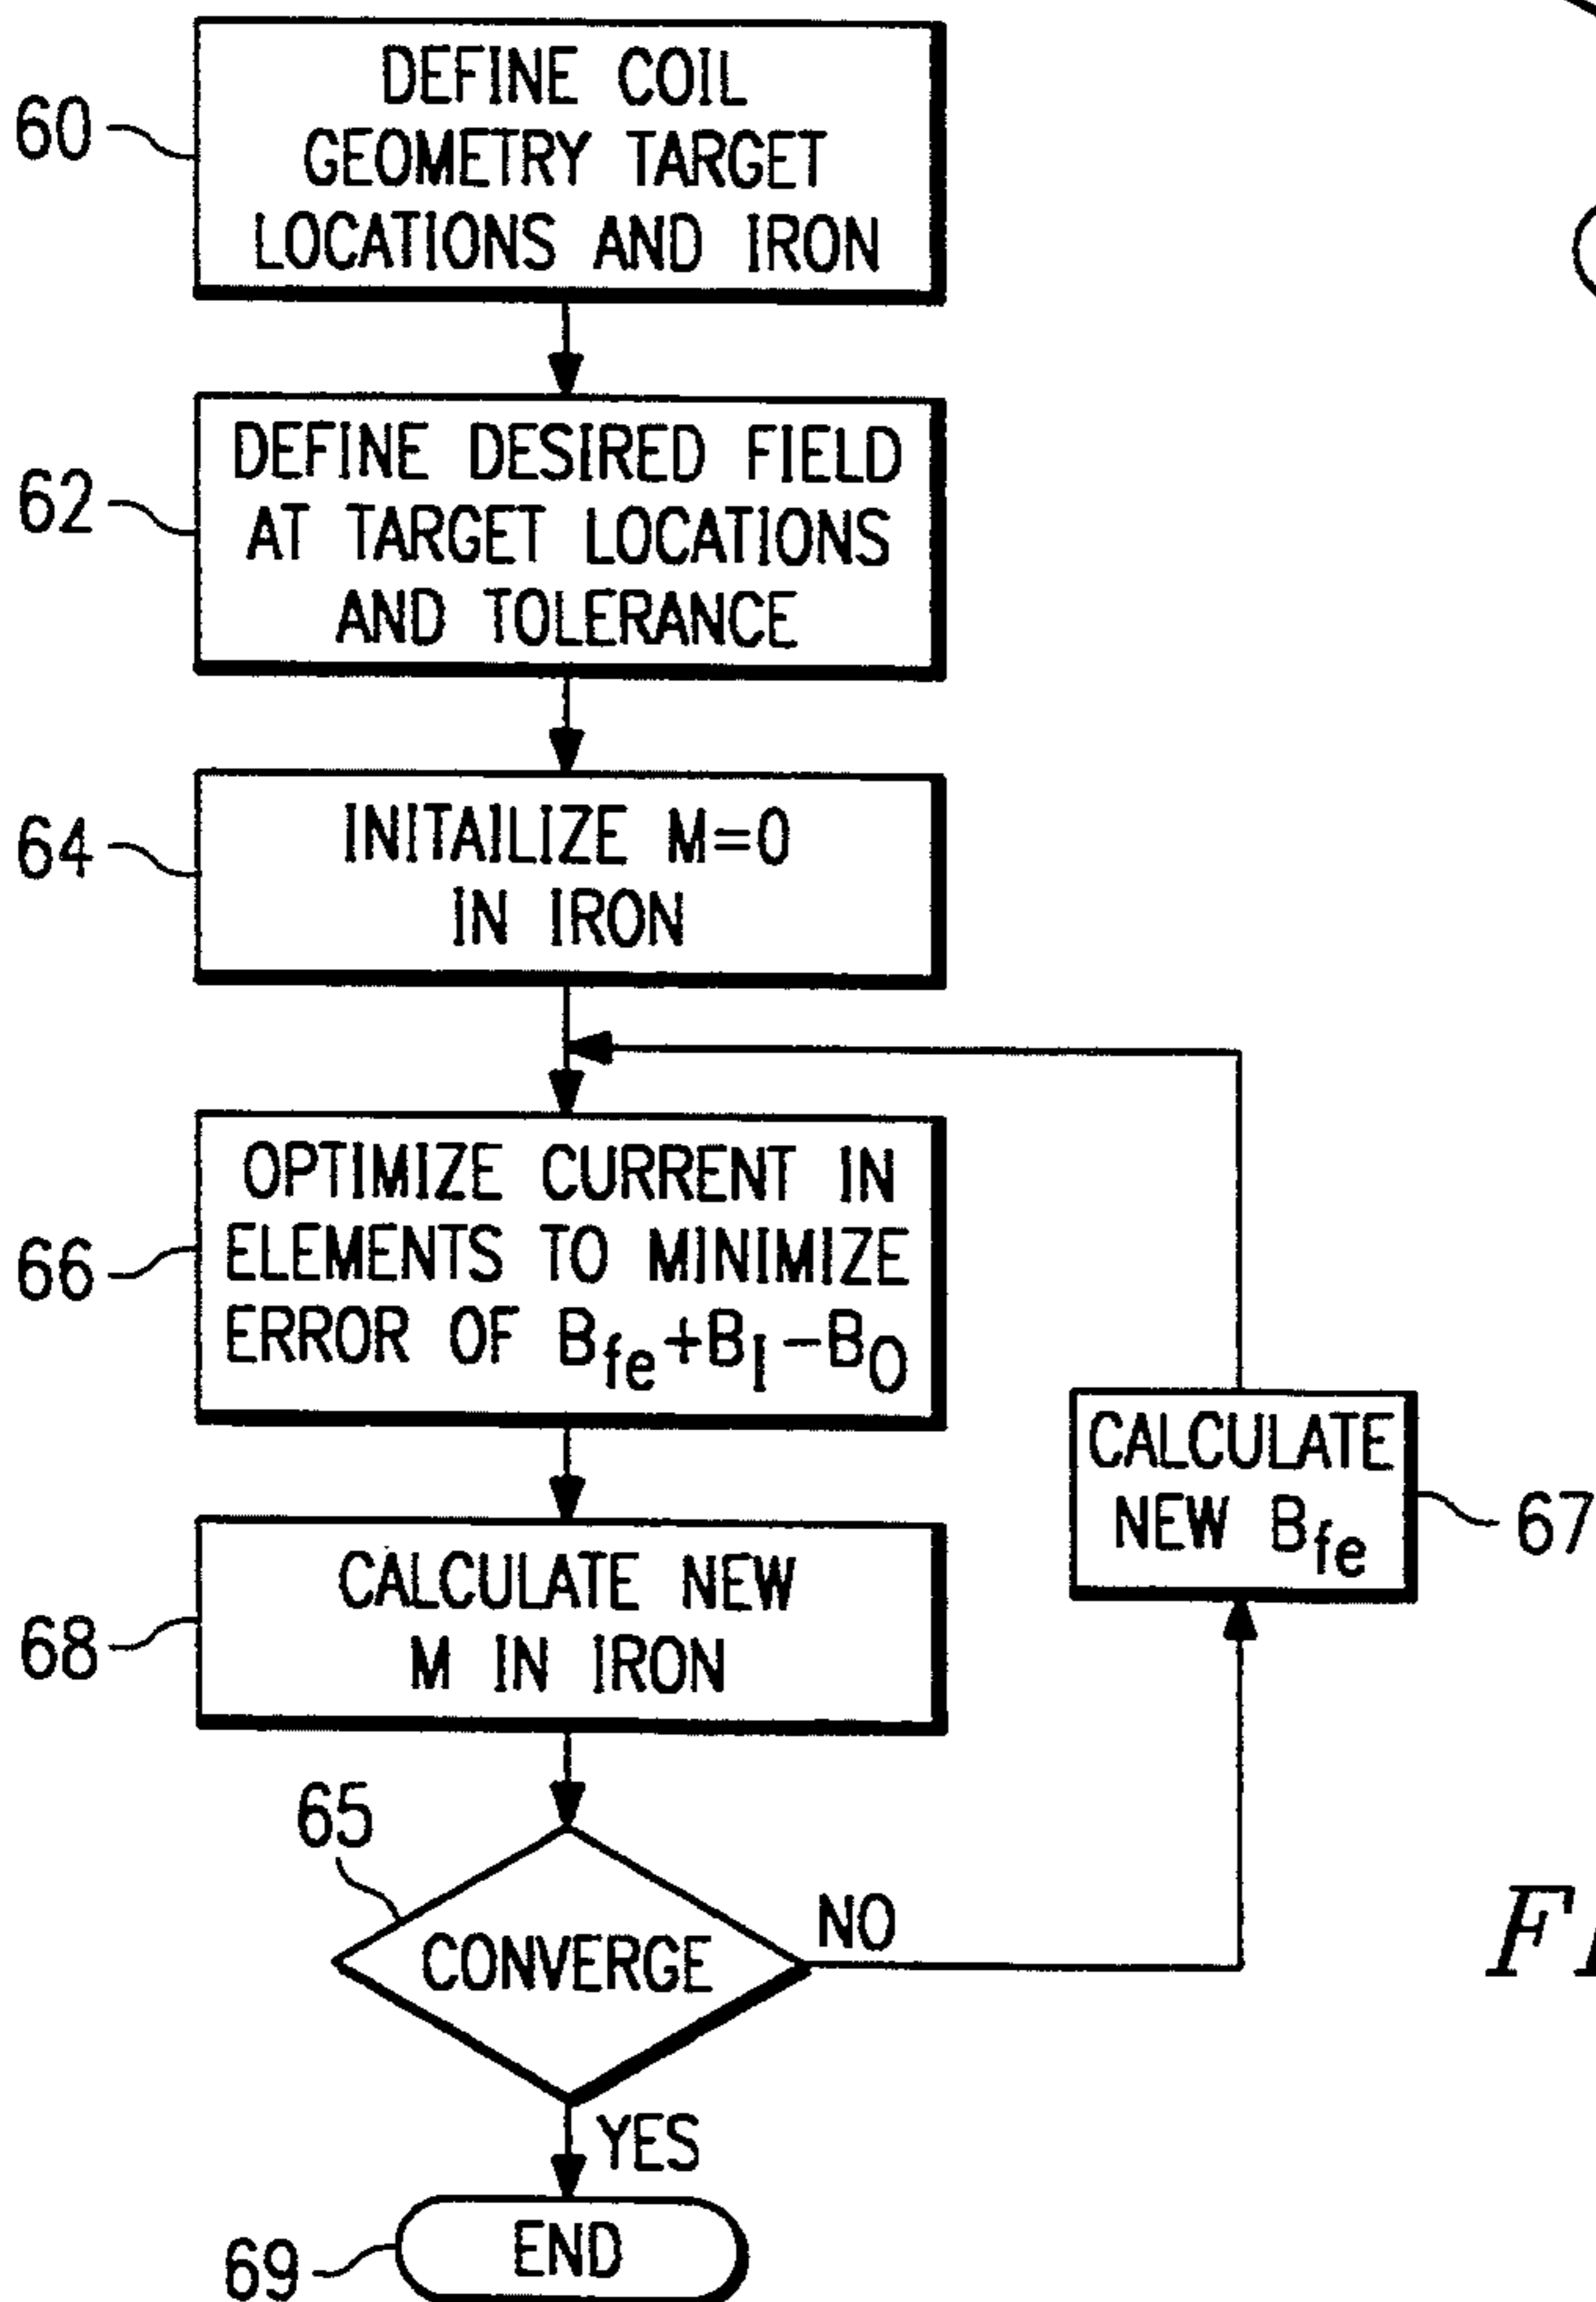 60
DEFINE COIL
GEOMETRY TARGET
LOCATIONS AND IRON
62
DEFINE DESIRED FIELD
AT TARGET LOCATIONS
AND TOLERANCE
64
INITAILIZE M=0
IN IRON
66
OPTIMIZE CURRENT IN
ELEMENTS TO MINIMIZE
ERROR OF Bfe+BI-BO
CALCULATE
NEW Bfe
67
68
CALCULATE NEW
M IN IRON
65
CONVERGE
NO
YES
69
END